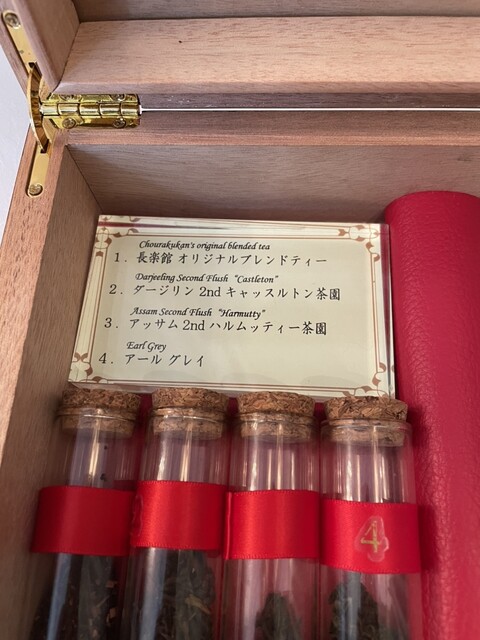 Chourakukan's original blended tea
1. 長楽館 オリジナルブレンドティー
Darjeeling Second Flush "Castleton"
2. ダージリン 2nd キャッスルトン茶園
Assam Second Flush "Harmutty"
3. アッサム 2nd ハルムッティー茶園
Earl Grey
4. アール グレイ
4